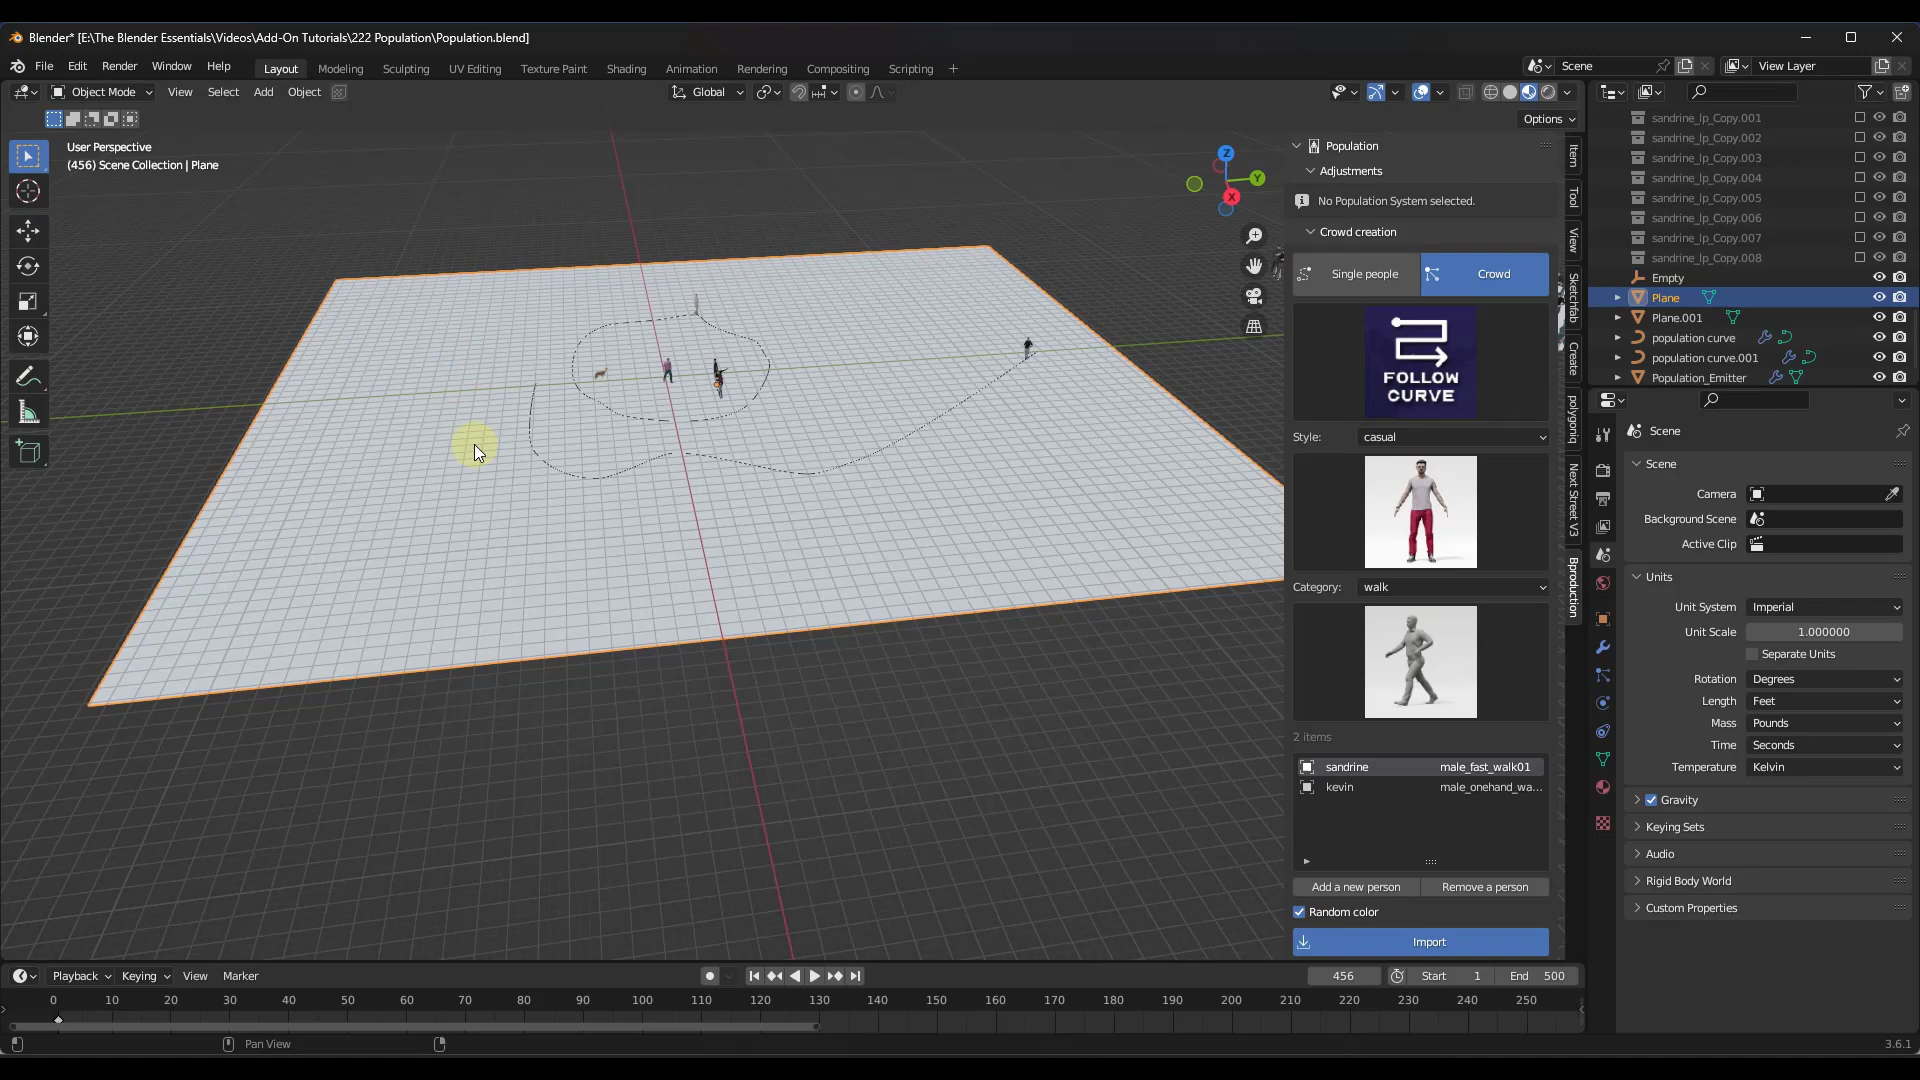 Blender* [E:\The Blender Essentials\Videos\Add-On Tutorials\222 Population\Population.blend]
File Edit Render Window Help
Layout Modeling Sculpting UV Editing Texture Paint Shading Animation Rendering Compositing Scripting +
Scene
View Layer
Object Mode View Select Add Object
Global
Options
User Perspective
(456) Scene Collection | Plane
Z
Y
X
Population
Adjustments
No Population System selected.
Crowd creation
Single people Crowd
FOLLOW
CURVE
Style: casual
Category: walk
2 items
sandrine male_fast_walk01
kevin male_onehand_wa...
Add a new person Remove a person
Random color
Import
Item
Tool
View
Sketchfab
Create
polygoniq
Next Street V3
Bproduction
sandrine_lp_Copy.001
sandrine_lp_Copy.002
sandrine_lp_Copy.003
sandrine_lp_Copy.004
sandrine_lp_Copy.005
sandrine_lp_Copy.006
sandrine_lp_Copy.007
sandrine_lp_Copy.008
Empty
Plane
Plane.001
population curve
population curve.001
Population_Emitter
Scene
Scene
Camera
Background Scene
Active Clip
Units
Unit System Imperial
Unit Scale 1.000000
Separate Units
Rotation Degrees
Length Feet
Mass Pounds
Time Seconds
Temperature Kelvin
Gravity
Keying Sets
Audio
Rigid Body World
Custom Properties
Playback Keying View Marker
456 Start 1 End 500
0 10 20 30 40 50 60 70 80 90 100 110 120 130 140 150 160 170 180 190 200 210 220 230 240 250
Pan View
3.6.1